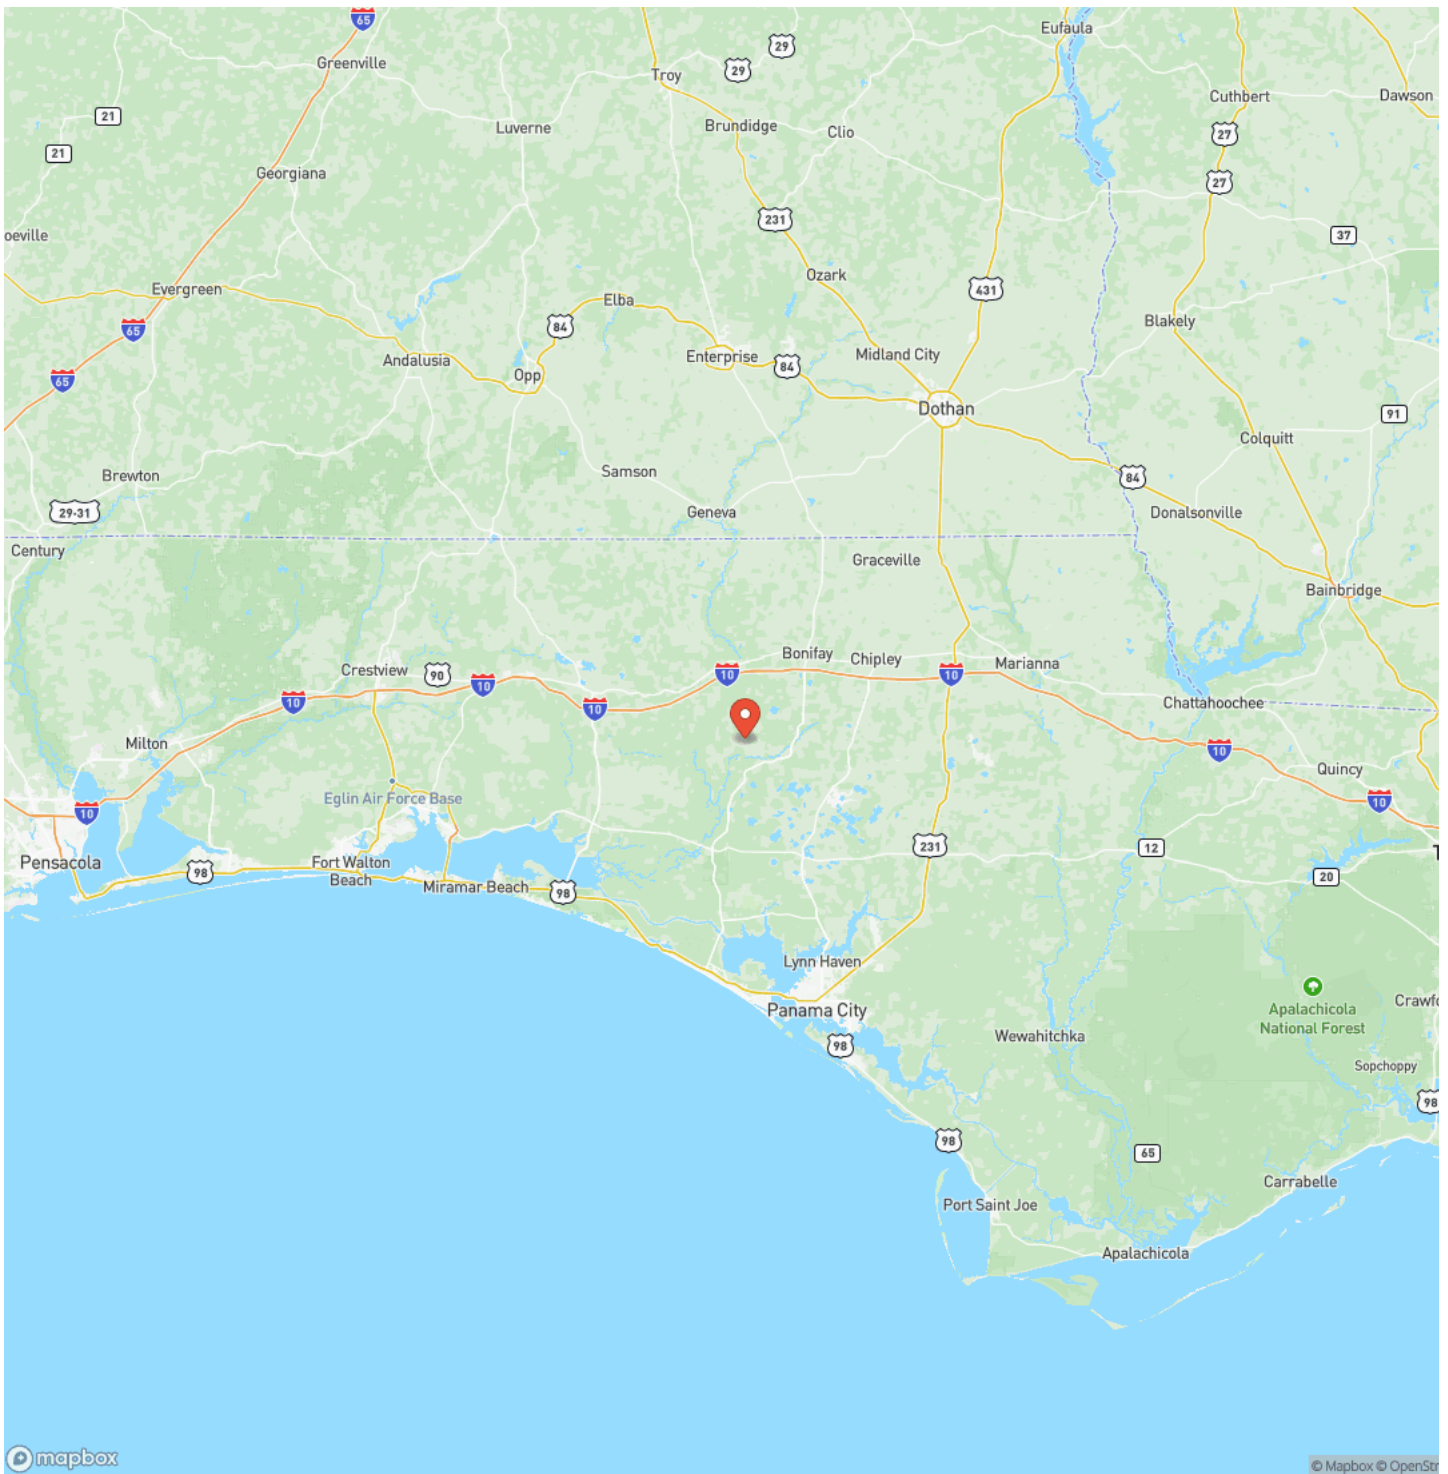 65
Greenville
29
29
Troy
Eufaula
Cuthbert
Dawson
21
Luverne
Brundidge
Clio
27
21
Georgiana
27
231
oeville
37
Evergreen
Ozark
431
Elba
65
84
Blakely
Andalusia
Enterprise
Midland City
84
65
Opp
Dothan
91
Colquitt
Brewton
Samson
84
29-31
Geneva
Donalsonville
Century
Graceville
Bainbridge
Bonifay
Chipley
Marianna
Crestview
90
10
10
10
10
10
Chattahoochee
Milton
10
Quincy
Eglin Air Force Base
10
10
231
12
T
Pensacola
98
Fort Walton
Beach
Miramar Beach
98
20
Lynn Haven
Panama City
Apalachicola
National Forest
Crawfo
Wewahitchka
98
Sopchoppy
98
98
65
Carrabelle
Port Saint Joe
Apalachicola
mapbox
© Mapbox © OpenStr